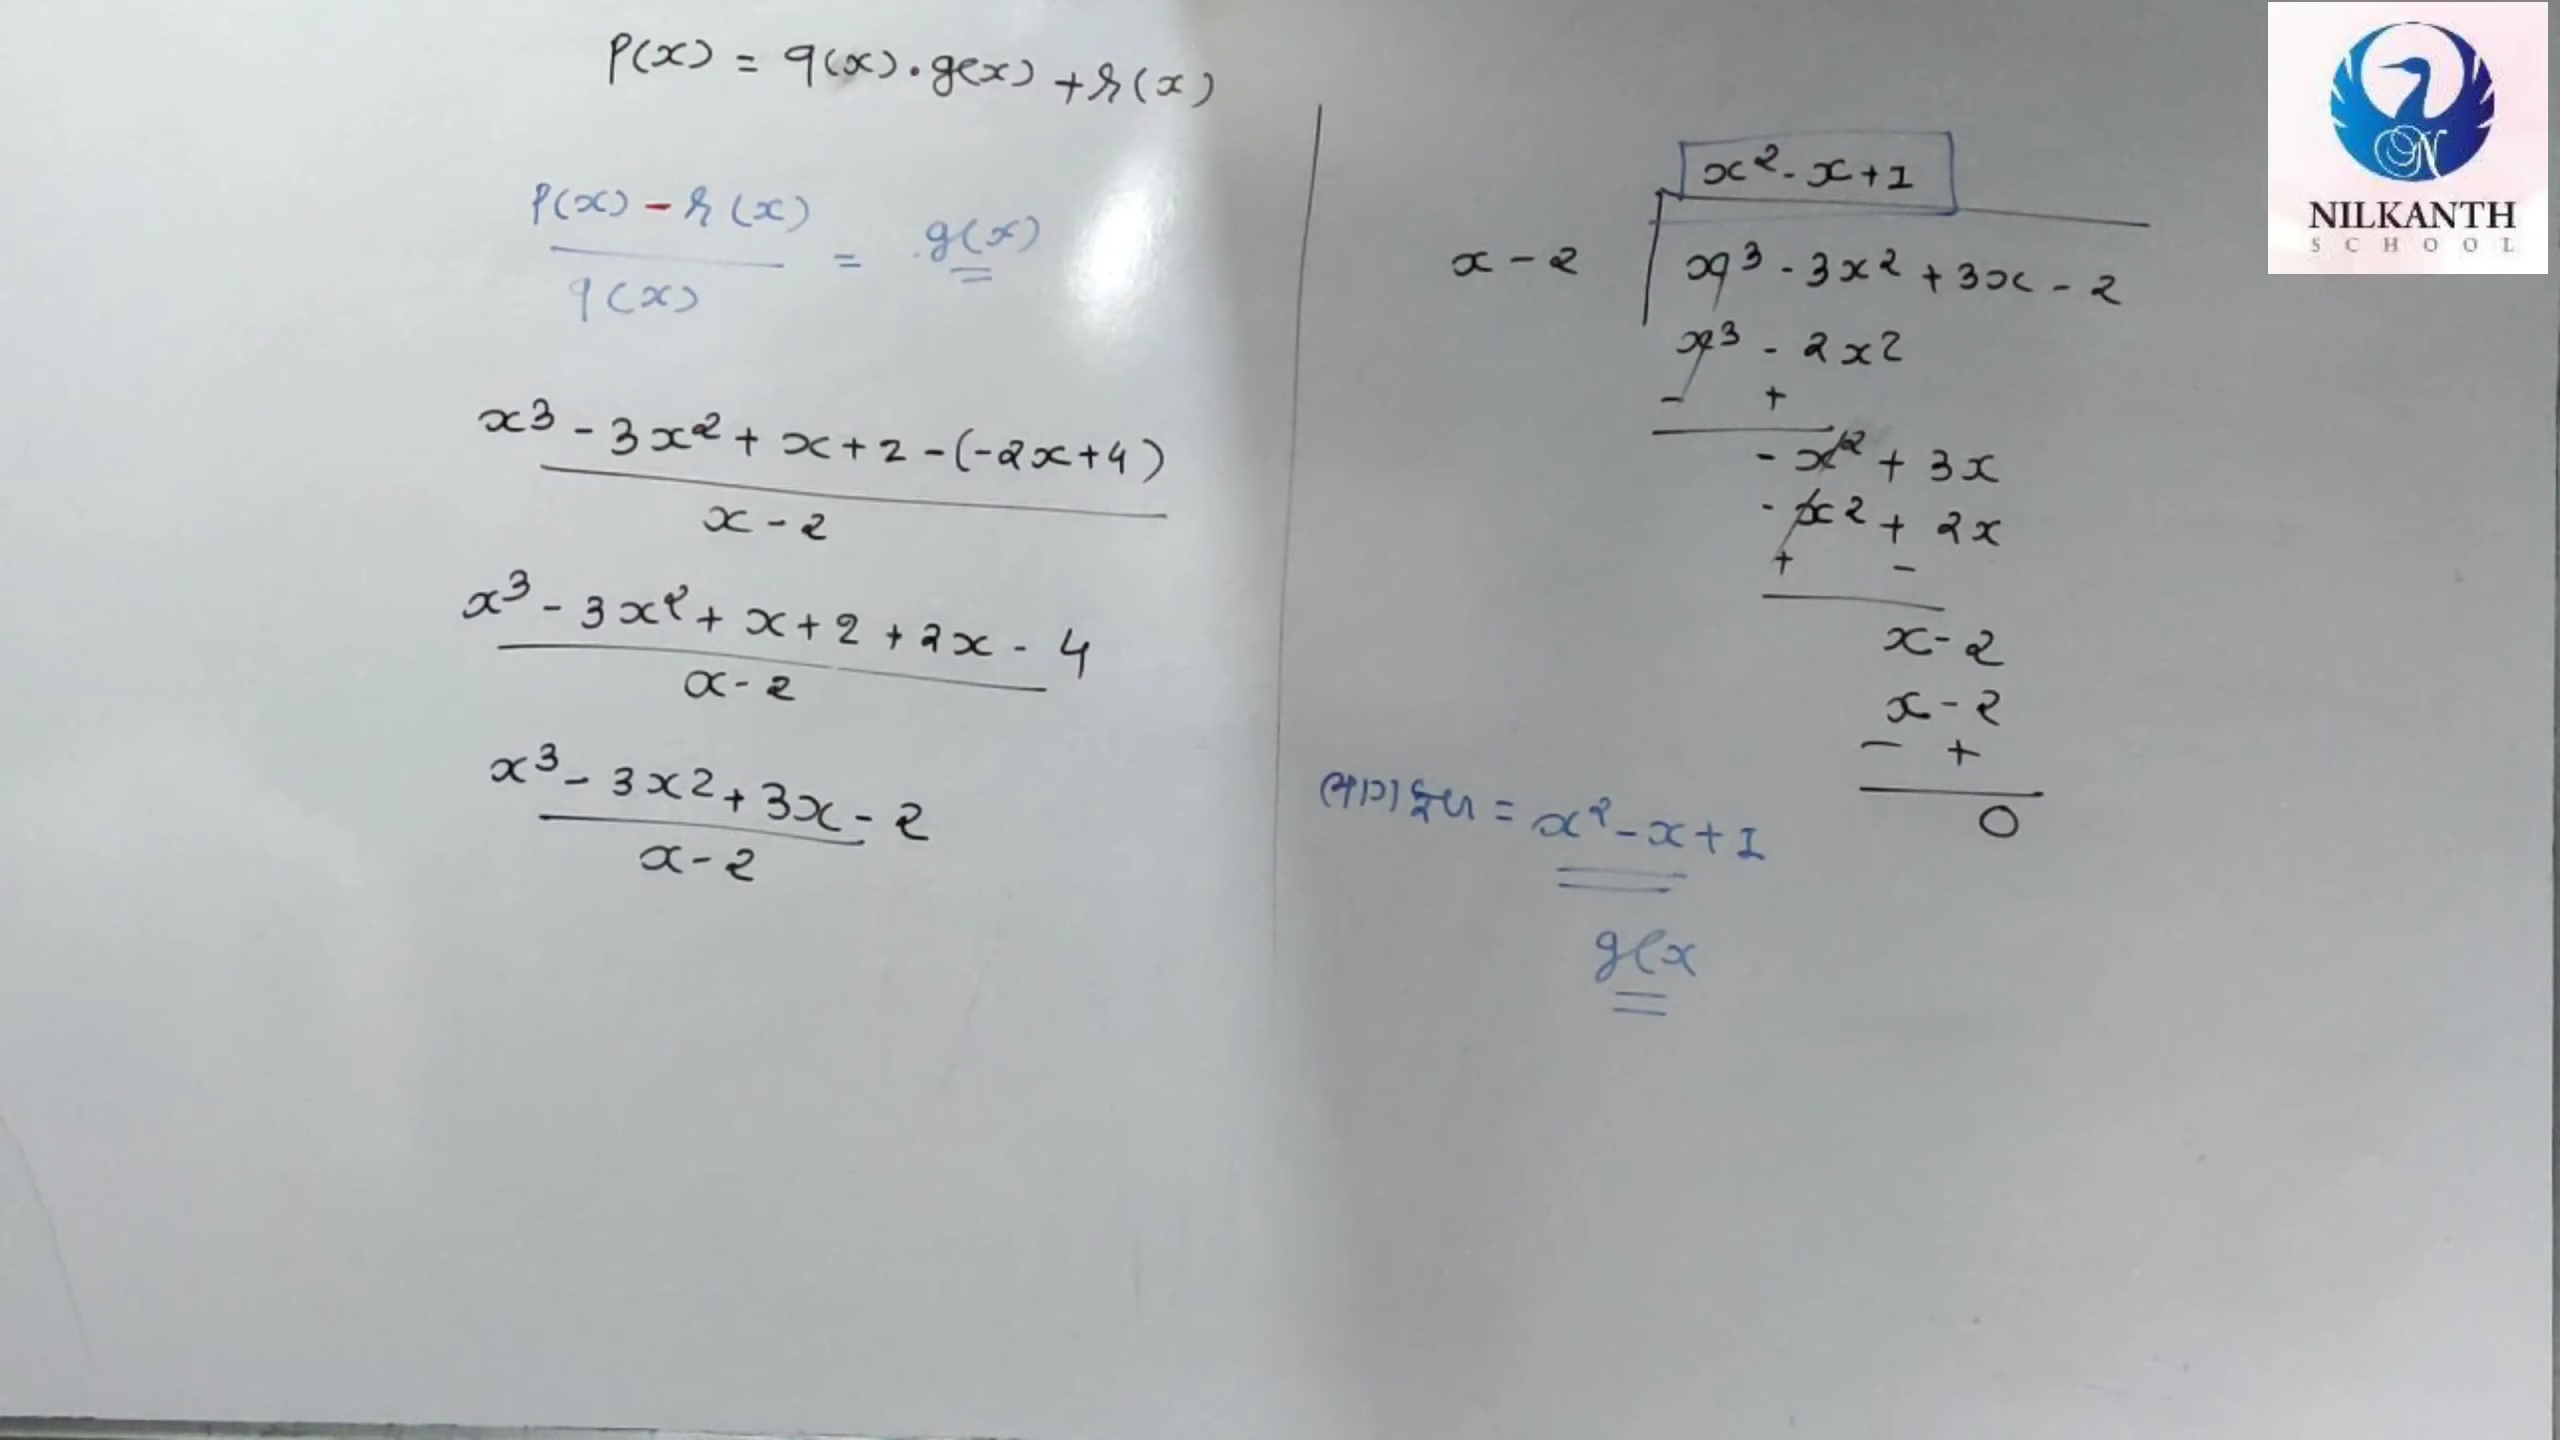 p(x) = q(x) · g(x) + r(x)
p(x) - r(x)
q(x)
= g(x)
x³ - 3x² + x + 2 - (-2x + 4)
x - 2
x³ - 3x² + x + 2 + 2x - 4
x - 2
x³ - 3x² + 3x - 2
x - 2
x² - x + 1
x - 2
x³ - 3x² + 3x - 2
x³ - 2x²
- +
- x² + 3x
- x² + 2x
+ -
x - 2
x - 2
- +
0
ભાગફળ = x² - x + 1
g(x
N
NILKANTH
SCHOOL